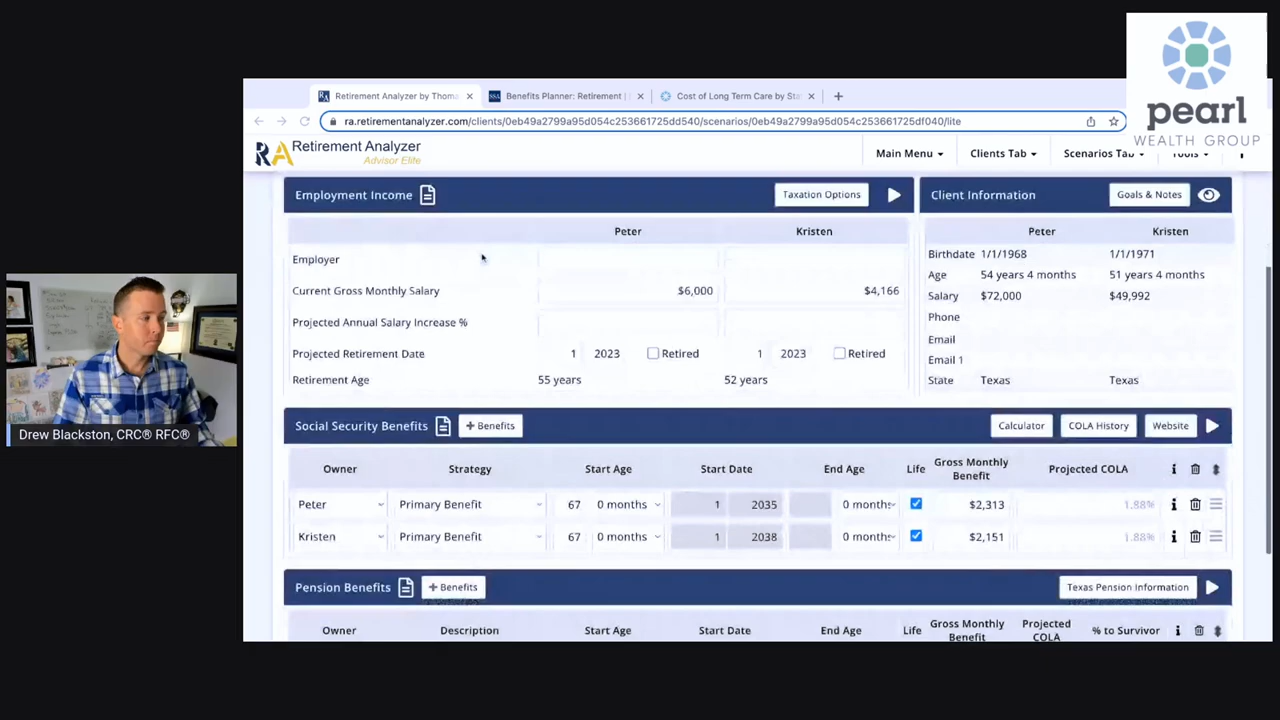 pearl
WEALTH GROUP
Retirement Analyzer by Thoma
Benefits Planner: Retirement |
Cost of Long Term Care by Sta
ra.retirementanalyzer.com/clients/0eb49a2799a95d054c253661725dd540/scenarios/0eb49a2799a95d054c253661725df040/lite
RA Retirement Analyzer
Advisor Elite
Main Menu
Clients Tab
Scenarios Tab
Tools
Employment Income
Taxation Options
Client Information
Goals & Notes
Peter Kristen
Peter Kristen
Employer
Birthdate 1/1/1968 1/1/1971
Age 54 years 4 months 51 years 4 months
Current Gross Monthly Salary $6,000 $4,166
Salary $72,000 $49,992
Phone
Projected Annual Salary Increase %
Email
Projected Retirement Date 1 2023 Retired 1 2023 Retired
Email 1
Retirement Age 55 years 52 years
State Texas Texas
Social Security Benefits + Benefits Calculator COLA History Website
Owner Strategy Start Age Start Date End Age Life Gross Monthly Benefit Projected COLA
Peter Primary Benefit 67 0 months 1 2035 0 months $2,313 1.88%
Kristen Primary Benefit 67 0 months 1 2038 0 months $2,151 1.88%
Pension Benefits + Benefits Texas Pension Information
Owner Description Start Age Start Date End Age Life Gross Monthly Benefit Projected COLA % to Survivor
Drew Blackston, CRC® RFC®